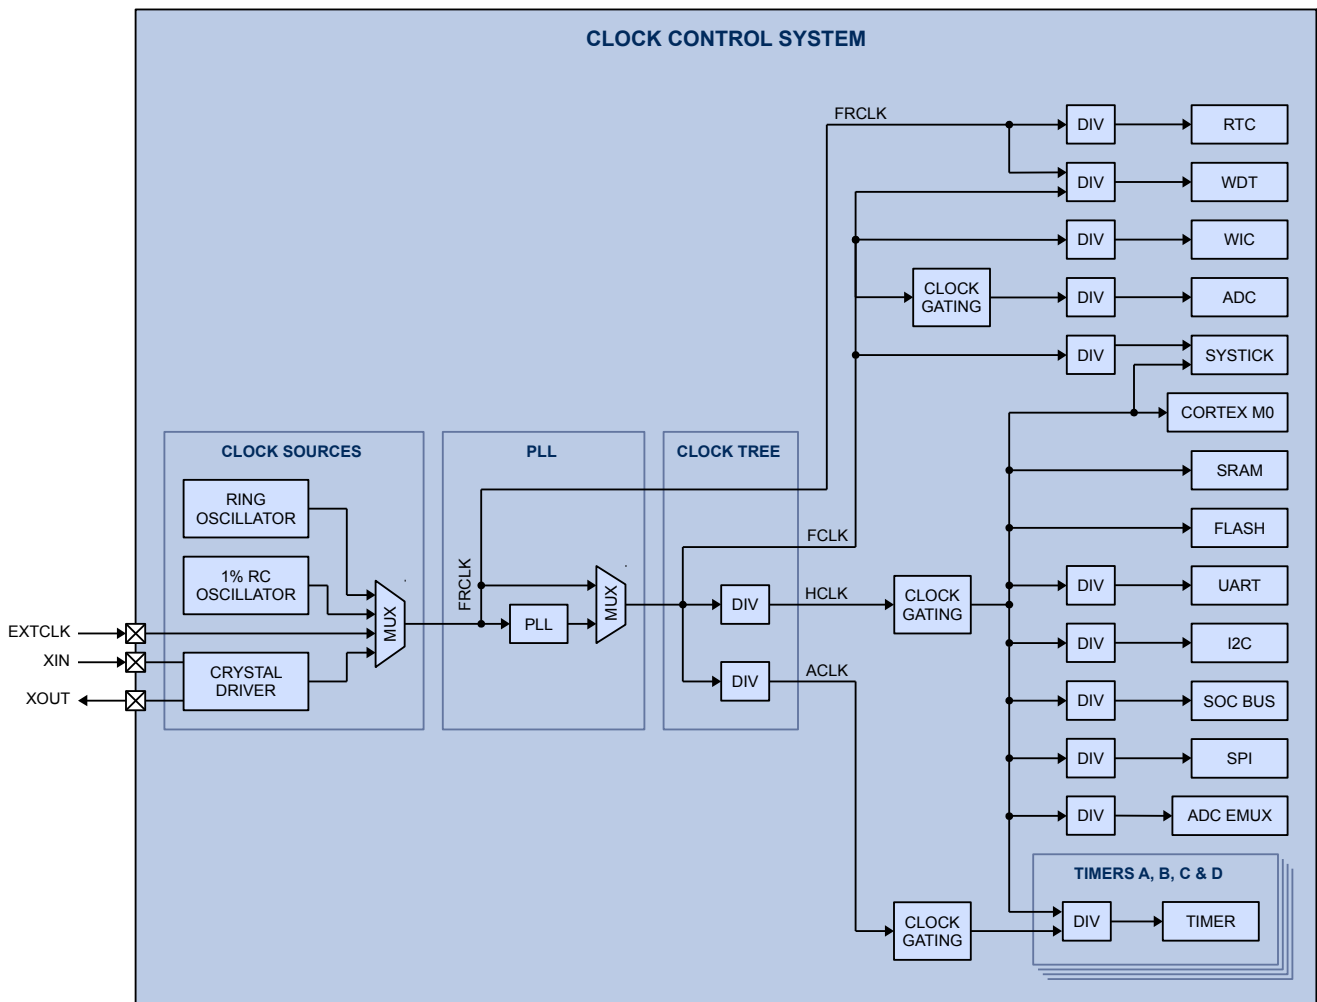 CLOCK CONTROL SYSTEM
FRCLK
DIV
RTC
DIV
WDT
DIV
WIC
CLOCK
GATING
DIV
ADC
DIV
SYSTICK
CORTEX M0
CLOCK SOURCES
PLL
CLOCK TREE
SRAM
RING
OSCILLATOR
FLASH
FCLK
1% RC
OSCILLATOR
MUX
FRCLK
PLL
MUX
DIV
HCLK
CLOCK
GATING
DIV
UART
EXTCLK
XIN
XOUT
CRYSTAL
DRIVER
DIV
ACLK
DIV
I2C
DIV
SOC BUS
DIV
SPI
DIV
ADC EMUX
TIMERS A, B, C & D
CLOCK
GATING
DIV
TIMER